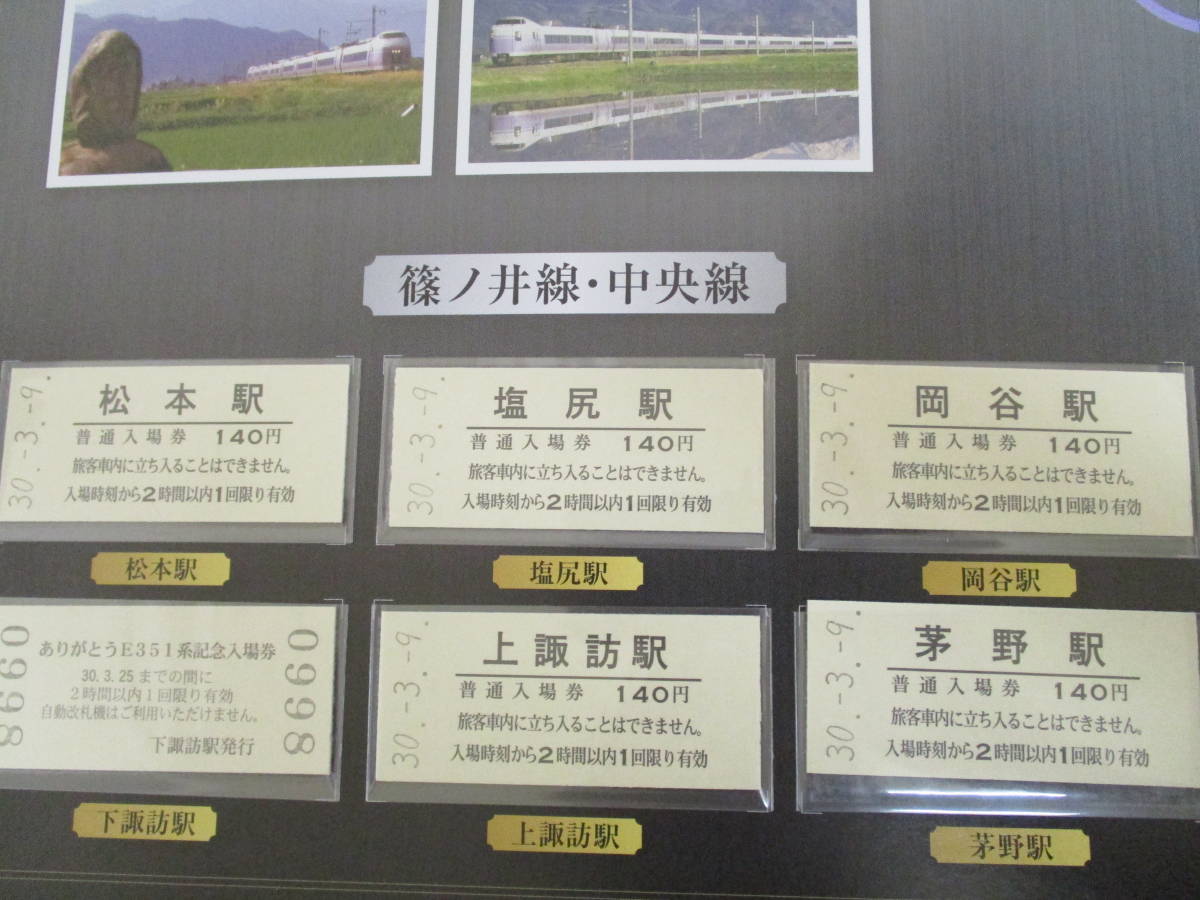 篠ノ井線・中央線
30.-3.-9.
松本駅
普通入場券 140円
旅客車内に立ち入ることはできません。
入場時刻から2時間以内1回限り有効
松本駅
30.-3.-9.
塩尻駅
普通入場券 140円
旅客車内に立ち入ることはできません。
入場時刻から2時間以内1回限り有効
塩尻駅
30.-3.-9.
岡谷駅
普通入場券 140円
旅客車内に立ち入ることはできません。
入場時刻から2時間以内1回限り有効
岡谷駅
0998
ありがとうE351系記念入場券
30.3.25までの間に
2時間以内1回限り有効
自動改札機はご利用いただけません。
下諏訪駅発行
0998
下諏訪駅
30.-3.-9.
上諏訪駅
普通入場券 140円
旅客車内に立ち入ることはできません。
入場時刻から2時間以内1回限り有効
上諏訪駅
30.-3.-9.
茅野駅
普通入場券 140円
旅客車内に立ち入ることはできません。
入場時刻から2時間以内1回限り有効
茅野駅